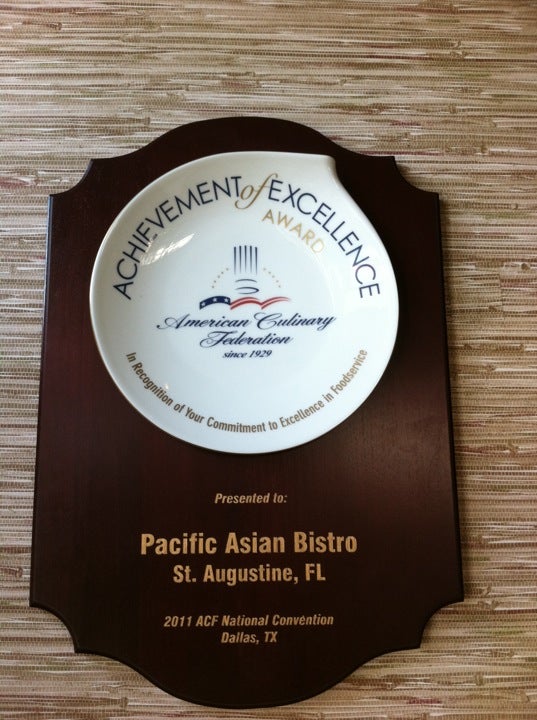 ACHIEVEMENT of EXCELLENCE
AWARD
American Culinary
Federation
since 1929
In Recognition of Your Commitment to Excellence in Foodservice
Presented to:
Pacific Asian Bistro
St. Augustine, FL
2011 ACF National Convention
Dallas, TX